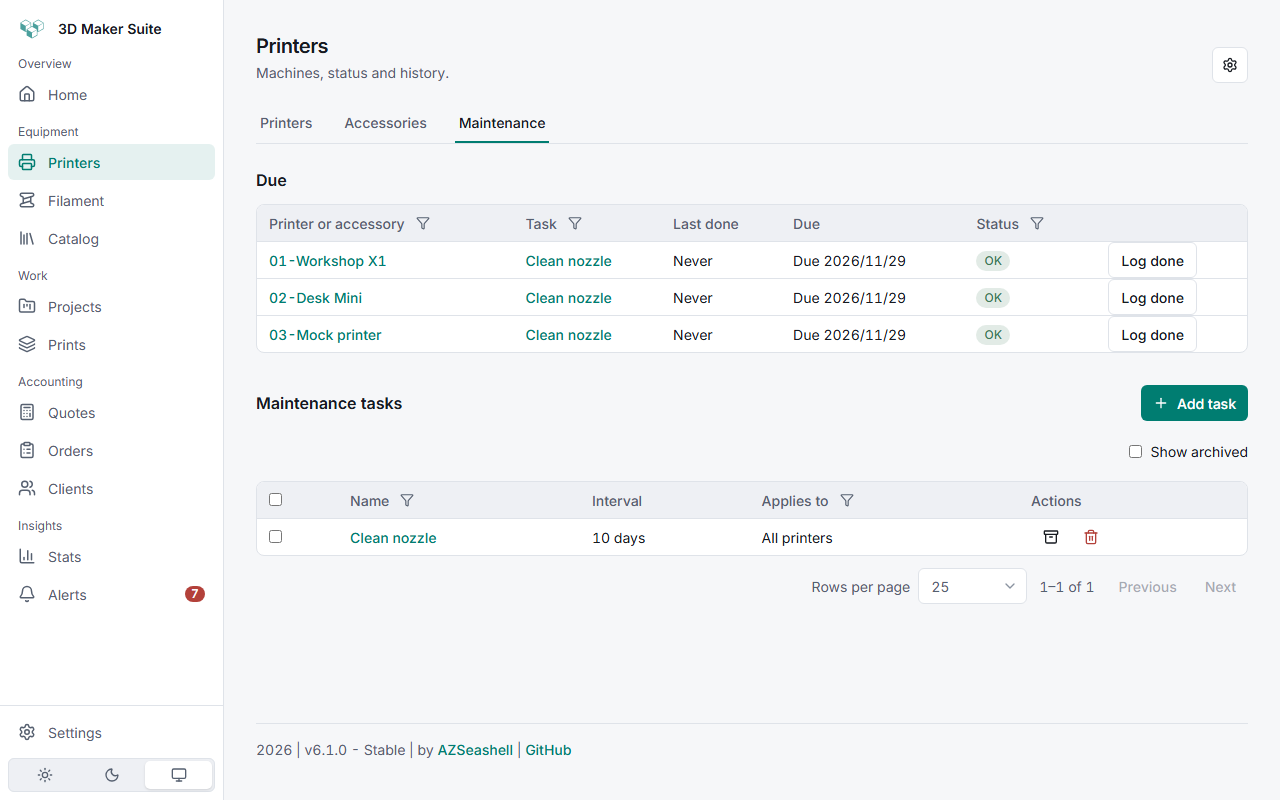 3D Maker Suite
Overview
Home
Equipment
Printers
Filament
Catalog
Work
Projects
Prints
Accounting
Quotes
Orders
Clients
Insights
Stats
Alerts 7
Settings
Printers
Machines, status and history.
Printers Accessories Maintenance
Due
Printer or accessory Task Last done Due Status
01-Workshop X1 Clean nozzle Never Due 2026/11/29 OK Log done
02-Desk Mini Clean nozzle Never Due 2026/11/29 OK Log done
03-Mock printer Clean nozzle Never Due 2026/11/29 OK Log done
Maintenance tasks + Add task
Show archived
Name Interval Applies to Actions
Clean nozzle 10 days All printers
Rows per page 25 1–1 of 1 Previous Next
2026 | v6.1.0 - Stable | by AZSeashell | GitHub